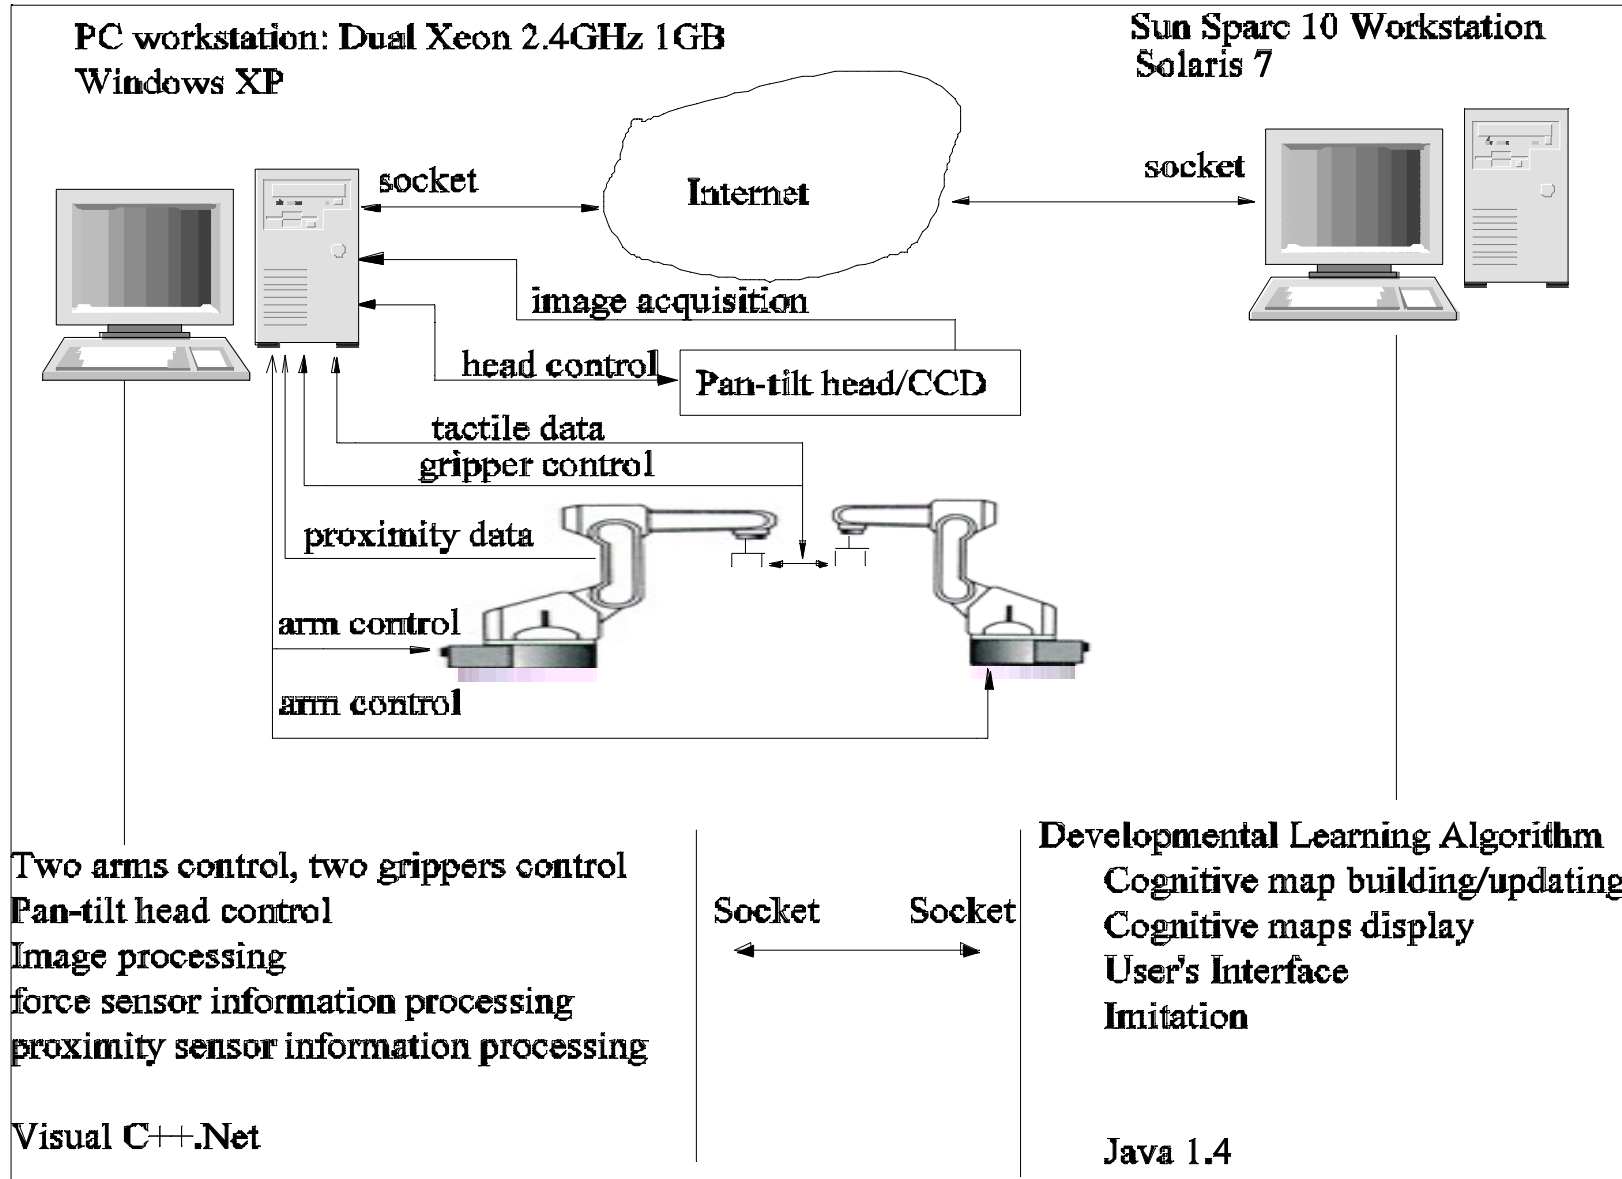 PC workstation: Dual Xeon 2.4GHz 1GB
Windows XP
Sun Sparc 10 Workstation
Solaris 7
socket
Internet
socket
image acquisition
head control
Pan-tilt head/CCD
tactile data
gripper control
proximity data
arm control
arm control
Two arms control, two grippers control
Pan-tilt head control
Image processing
force sensor information processing
proximity sensor information processing
Visual C++.Net
Socket Socket
Developmental Learning Algorithm
Cognitive map building/updating
Cognitive maps display
User's Interface
Imitation
Java 1.4